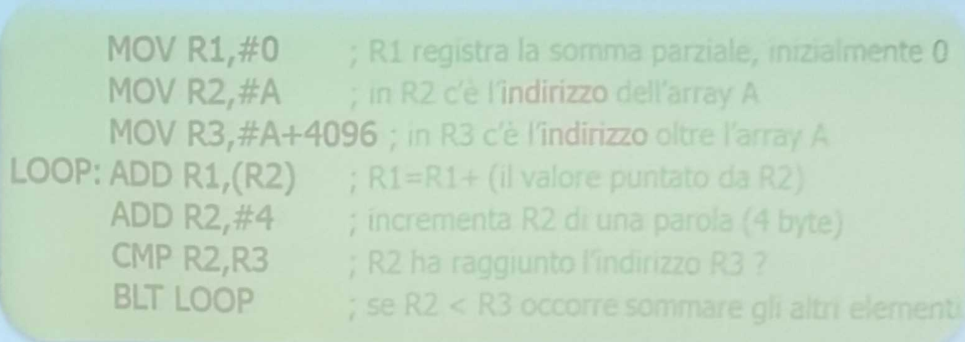 MOV R1,#0 ; R1 registra la somma parziale, inizialmente 0
MOV R2,#A ; in R2 c'è l'indirizzo dell'array A
MOV R3,#A+4096 ; in R3 c'è l'indirizzo oltre l'array A
LOOP: ADD R1,(R2) ; R1=R1+ (il valore puntato da R2)
ADD R2,#4 ; incrementa R2 di una parola (4 byte)
CMP R2,R3 ; R2 ha raggiunto l'indirizzo R3 ?
BLT LOOP ; se R2 < R3 occorre sommare gli altri elementi